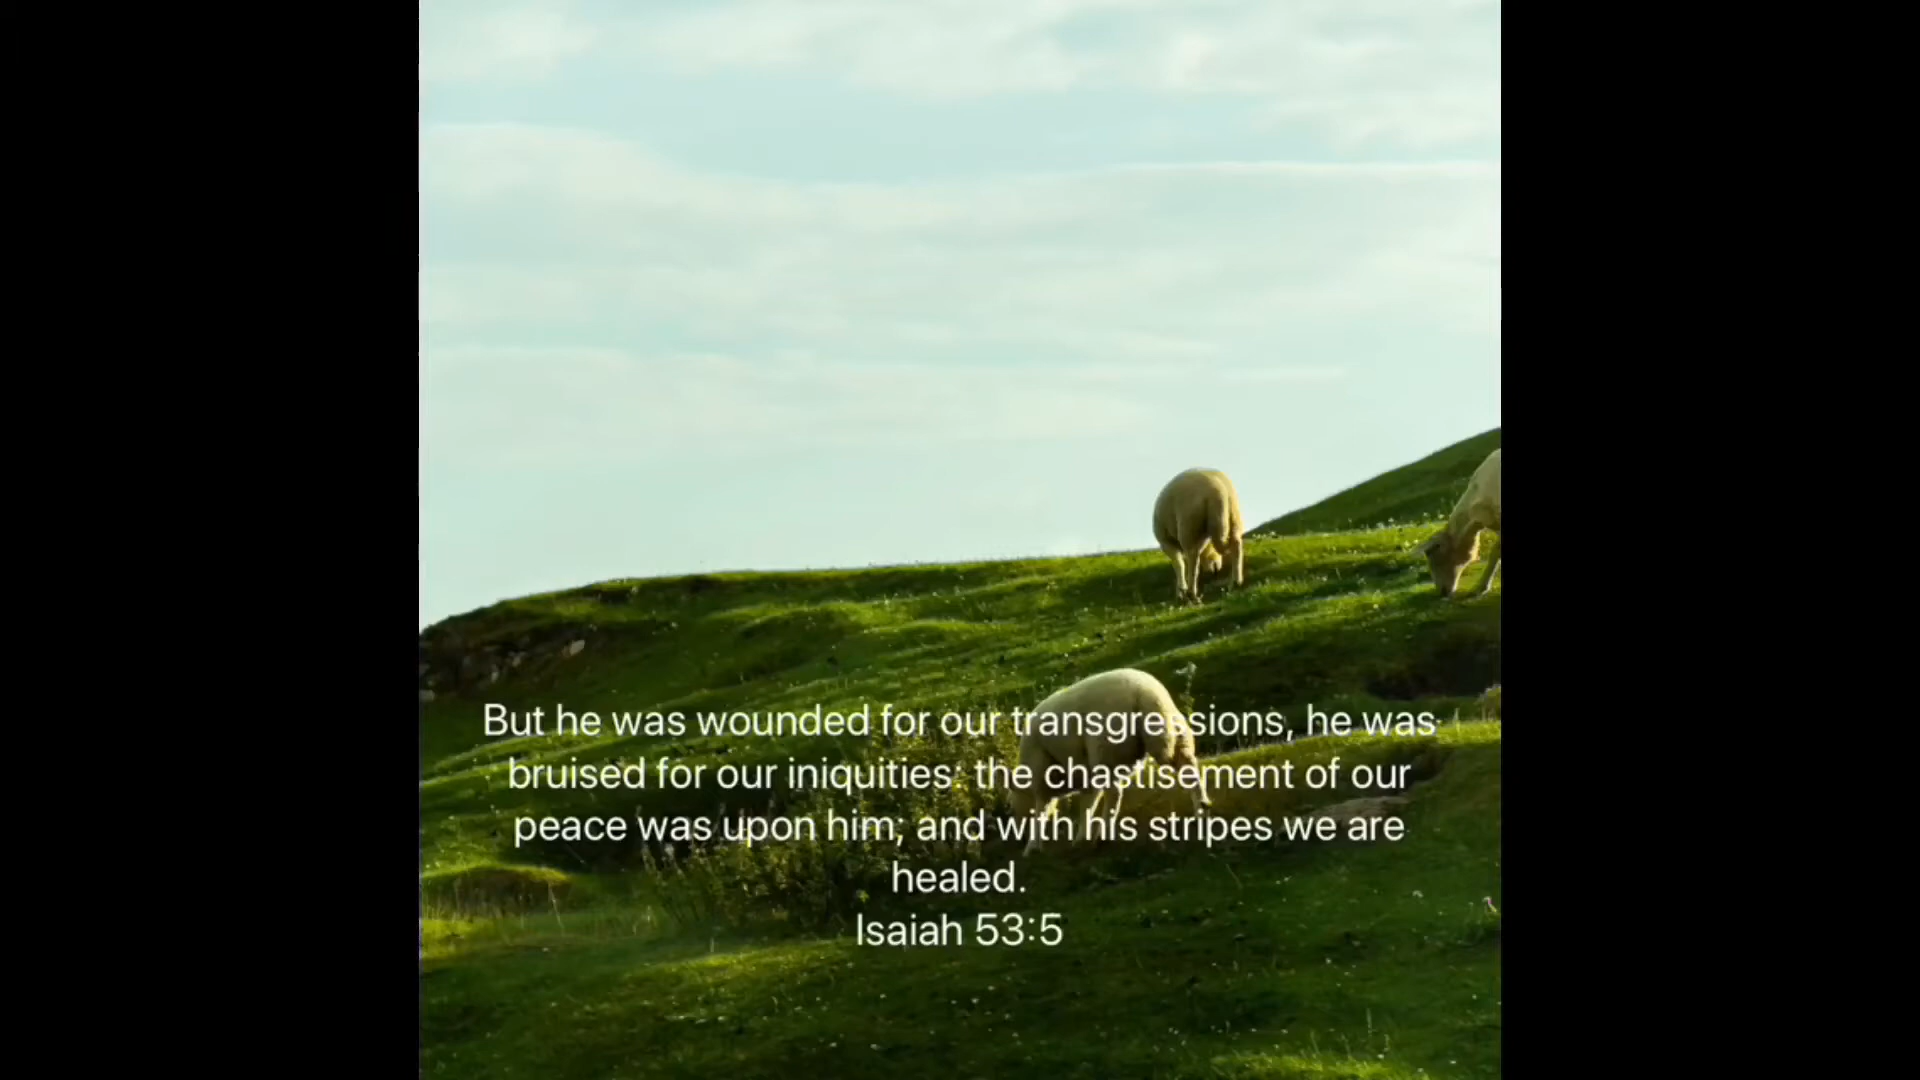 But he was wounded for our transgressions, he was
bruised for our iniquities: the chastisement of our
peace was upon him; and with his stripes we are
healed.
Isaiah 53:5